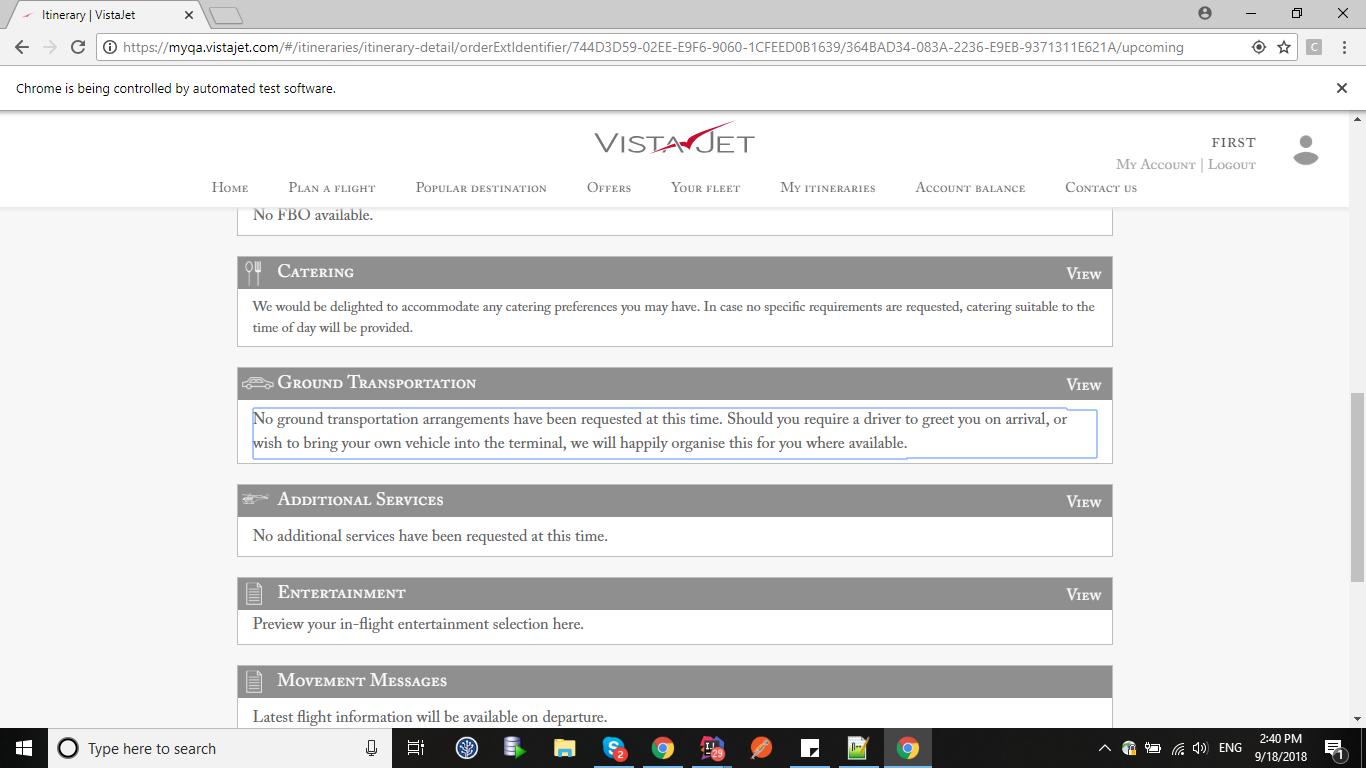 Itinerary | VistaJet
https://myqa.vistajet.com/#/itineraries/itinerary-detail/orderExtIdentifier/744D3D59-02EE-E9F6-9060-1CFEED0B1639/364BAD34-083A-2236-E9EB-9371311E621A/upcoming
C
Chrome is being controlled by automated test software.
VISTAJET
FIRST
My Account | Logout
Home Plan a flight Popular destination Offers Your fleet My itineraries Account balance Contact us
No FBO available.
Catering View
We would be delighted to accommodate any catering preferences you may have. In case no specific requirements are requested, catering suitable to the
time of day will be provided.
Ground Transportation View
No ground transportation arrangements have been requested at this time. Should you require a driver to greet you on arrival, or
wish to bring your own vehicle into the terminal, we will happily organise this for you where available.
Additional Services View
No additional services have been requested at this time.
Entertainment View
Preview your in-flight entertainment selection here.
Movement Messages
Latest flight information will be available on departure.
Type here to search
2
29
ENG
2:40 PM
9/18/2018
1